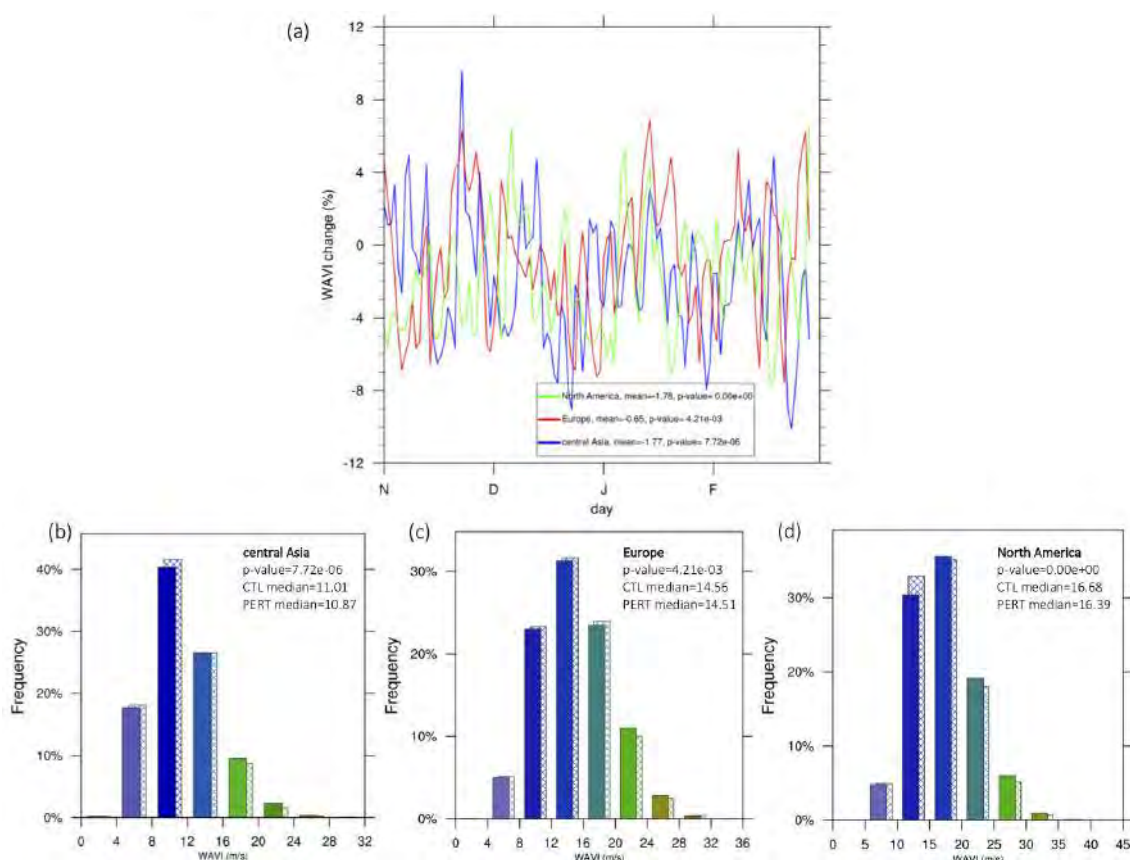 (a)
12
8
4
0
-4
-8
-12
WAVI change (%)
North America, mean=-1.78, p-value= 0.00e+00
Europe, mean=-0.65, p-value= 4.21e-03
central Asia, mean=-1.77, p-value= 7.72e-06
N D J F
day
(b)
central Asia
p-value=7.72e-06
CTL median=11.01
PERT median=10.87
40%
30%
20%
10%
0%
Frequency
0 4 8 12 16 20 24 28 32
WAVI (m/s)
(c)
Europe
p-value=4.21e-03
CTL median=14.56
PERT median=14.51
30%
20%
10%
0%
Frequency
0 4 8 12 16 20 24 28 32 36
WAVI (m/s)
(d)
North America
p-value=0.00e+00
CTL median=16.68
PERT median=16.39
30%
20%
10%
0%
Frequency
0 5 10 15 20 25 30 35 40 45
WAVI (m/s)